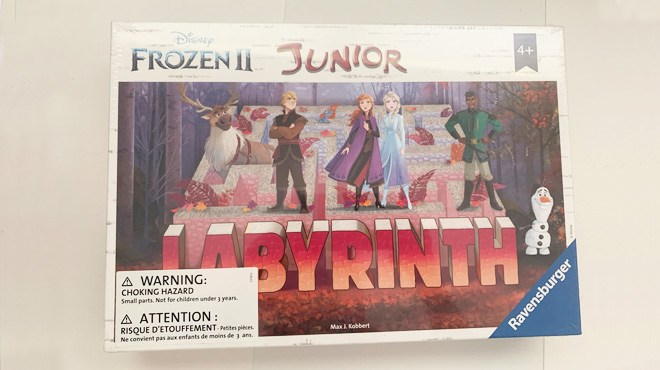 Disney
FROZEN II JUNIOR
4+
LABYRINTH
⚠ WARNING:
CHOKING HAZARD
Small parts. Not for children under 3 years.
⚠ ATTENTION :
RISQUE D'ETOUFFEMENT - Petites pièces.
Ne convient pas aux enfants de moins de 3 ans.
Max J. Kobbert
Ravensburger